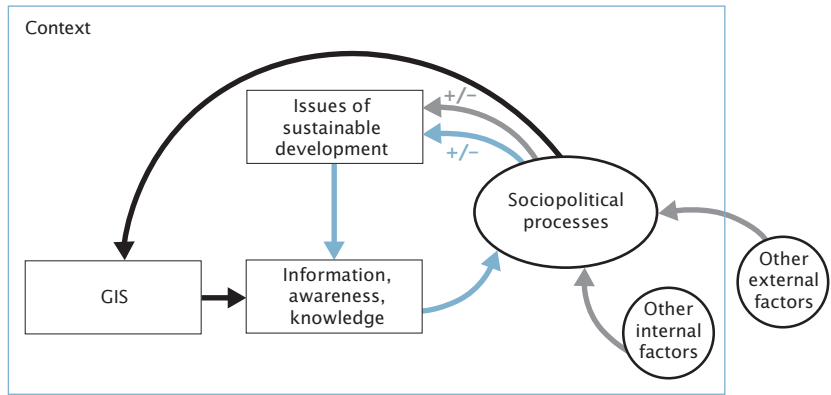 Context
+/−
Issues of
sustainable
development
+/−
Sociopolitical
processes
Other
external
factors
GIS
Information,
awareness,
knowledge
Other
internal
factors